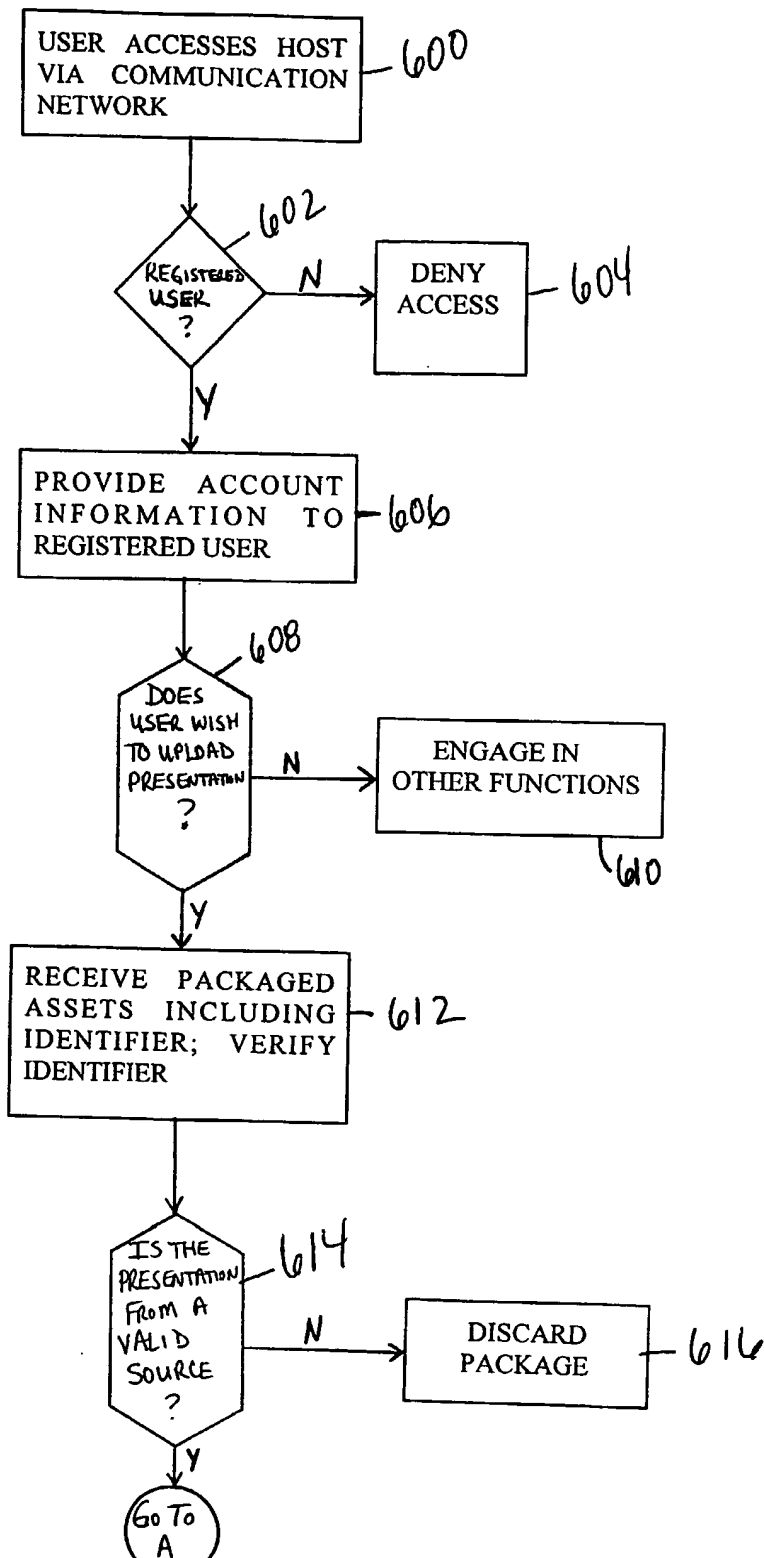 USER ACCESSES HOST
VIA COMMUNICATION
NETWORK
600
602
REGISTERED
USER
?
N
DENY
ACCESS
604
Y
PROVIDE ACCOUNT
INFORMATION TO
REGISTERED USER
606
608
DOES
USER WISH
TO UPLOAD
PRESENTATION
?
N
ENGAGE IN
OTHER FUNCTIONS
610
Y
RECEIVE PACKAGED
ASSETS INCLUDING
IDENTIFIER; VERIFY
IDENTIFIER
612
IS THE
PRESENTATION
FROM A
VALID
SOURCE
?
614
N
DISCARD
PACKAGE
616
Y
GO TO
A